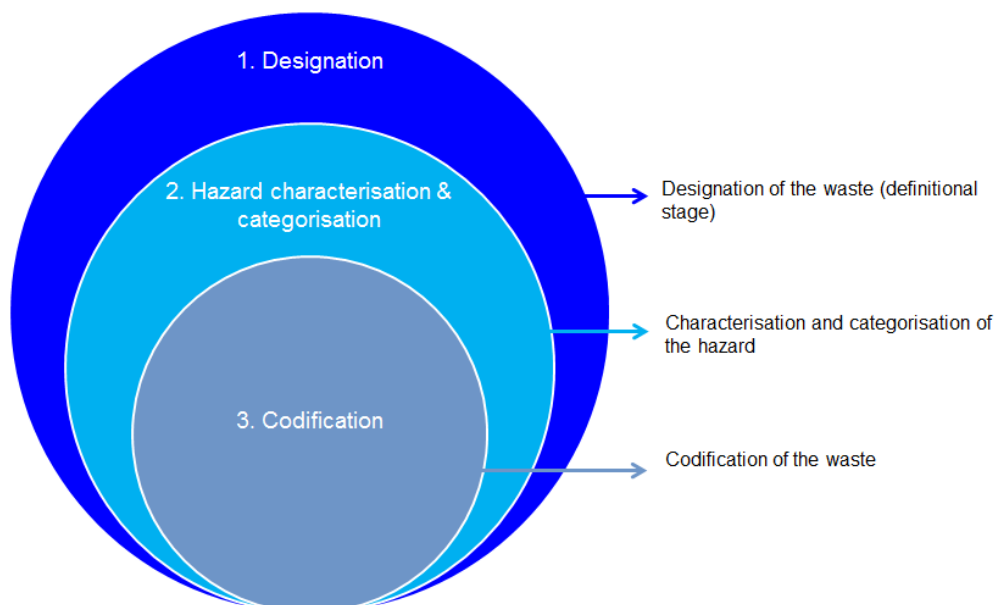 1. Designation
2. Hazard characterisation &
categorisation
3. Codification
Designation of the waste (definitional
stage)
Characterisation and categorisation of
the hazard
Codification of the waste